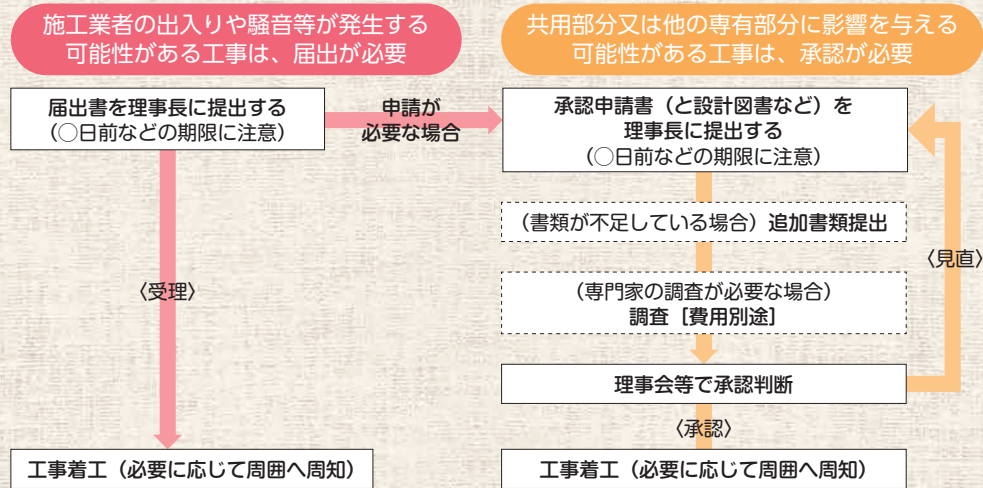 施工業者の出入りや騒音等が発生する
可能性がある工事は、届出が必要
届出書を理事長に提出する
（○日前などの期限に注意）
申請が
必要な場合
〈受理〉
工事着工（必要に応じて周囲へ周知）
共用部分又は他の専有部分に影響を与える
可能性がある工事は、承認が必要
承認申請書（と設計図書など）を
理事長に提出する
（○日前などの期限に注意）
（書類が不足している場合）追加書類提出
（専門家の調査が必要な場合）
調査［費用別途］
理事会等で承認判断
〈見直〉
〈承認〉
工事着工（必要に応じて周囲へ周知）